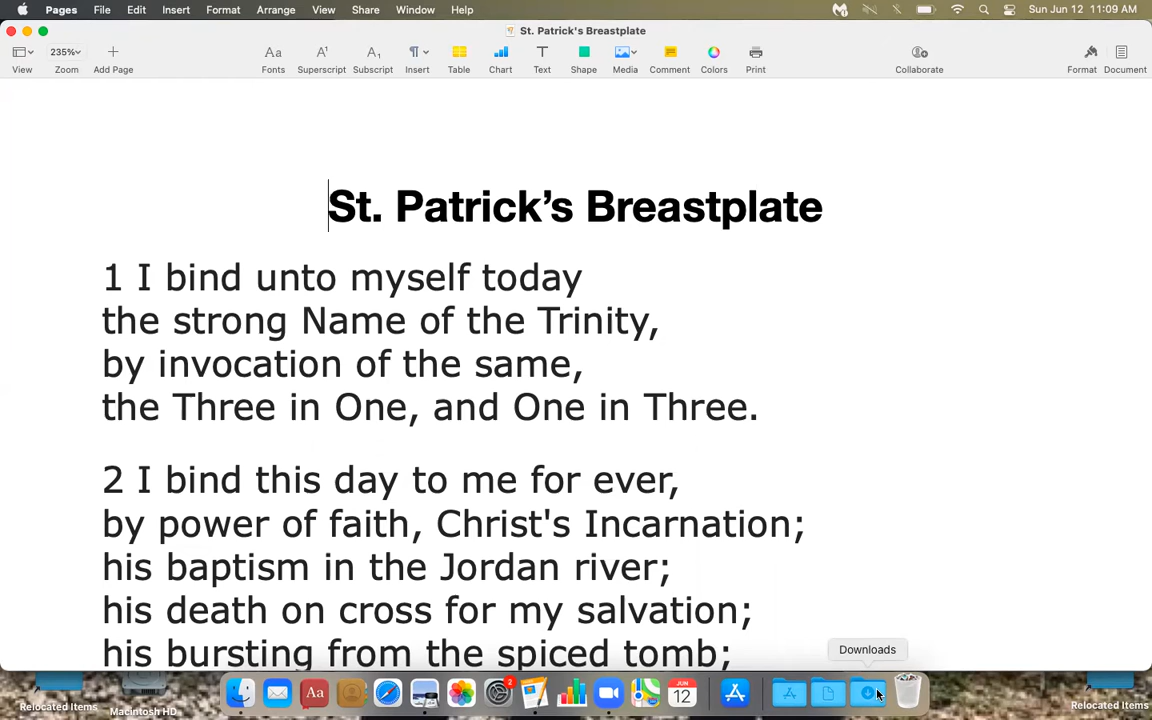 Pages File Edit Insert Format Arrange View Share Window Help Sun Jun 12 11:09 AM
St. Patrick's Breastplate
235%
View Zoom Add Page Fonts Superscript Subscript Insert Table Chart Text Shape Media Comment Colors Print Collaborate Format Document
St. Patrick’s Breastplate
1 I bind unto myself today
the strong Name of the Trinity,
by invocation of the same,
the Three in One, and One in Three.
2 I bind this day to me for ever,
by power of faith, Christ's Incarnation;
his baptism in the Jordan river;
his death on cross for my salvation;
his bursting from the spiced tomb;
Downloads
Aa
2
JUN
12
Relocated Items
Macintosh HD
Relocated Items